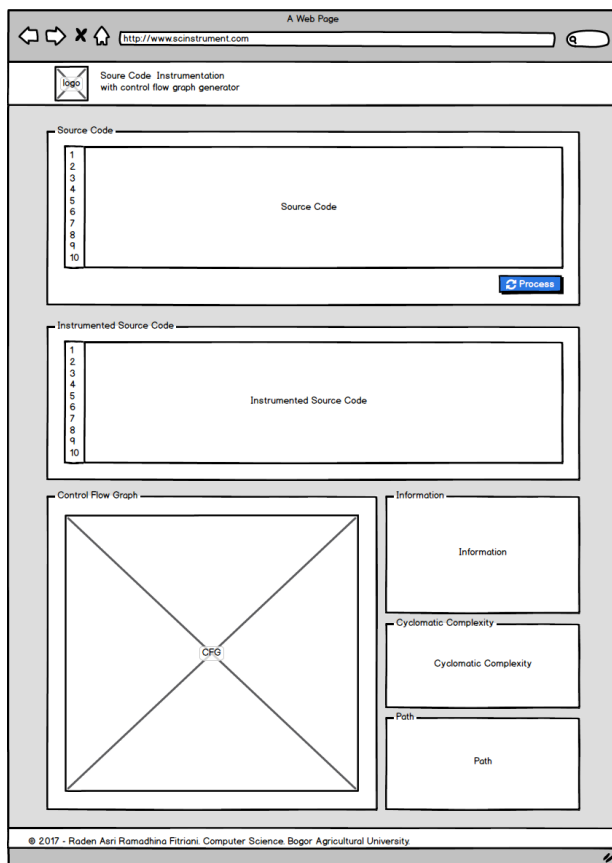 A Web Page
http://www.scinstrument.com
logo
Soure Code Instrumentation
with control flow graph generator
Source Code
1
2
3
4
5
6
7
8
9
10
Source Code
Process
Instrumented Source Code
1
2
3
4
5
6
7
8
9
10
Instrumented Source Code
Control Flow Graph
CFG
Information
Information
Cyclomatic Complexity
Cyclomatic Complexity
Path
Path
© 2017 - Raden Asri Ramadhina Fitriani. Computer Science. Bogor Agricultural University.